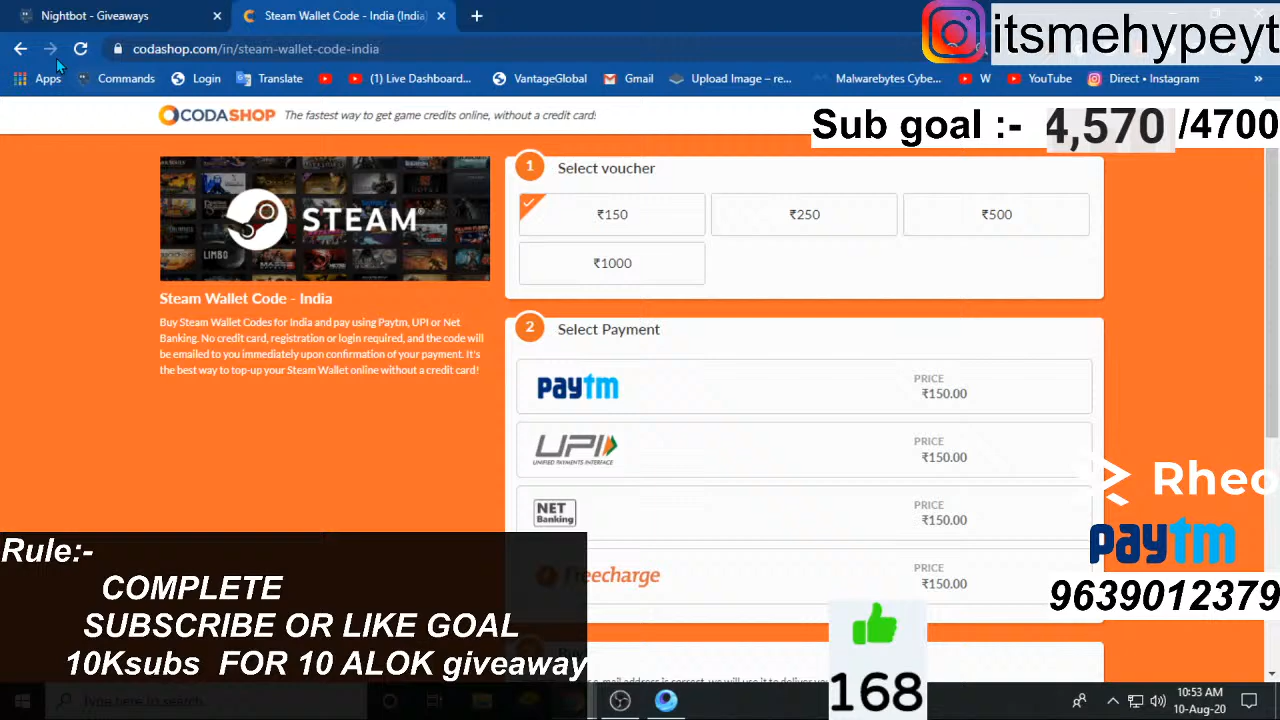 Nightbot - Giveaways
Steam Wallet Code - India (India)
codashop.com/in/steam-wallet-code-india
Apps
Commands
Login
Translate
(1) Live Dashboard...
VantageGlobal
Gmail
Upload Image – re...
Malwarebytes Cybe...
W
YouTube
Direct • Instagram
»
itsmehypeyt
CODASHOP
The fastest way to get game credits online, without a credit card!
Sub goal :- 4,570 /4700
STEAM
LIMBO
Steam Wallet Code - India
Buy Steam Wallet Codes for India and pay using Paytm, UPI or Net
Banking. No credit card, registration or login required, and the code will
be emailed to you immediately upon confirmation of your payment. It's
the best way to top-up your Steam Wallet online without a credit card!
1 Select voucher
₹150
₹250
₹500
₹1000
2 Select Payment
paytm
PRICE
₹150.00
UPI
UNIFIED PAYMENTS INTERFACE
PRICE
₹150.00
NET
Banking
PRICE
₹150.00
Freecharge
PRICE
₹150.00
Rheo
paytm
9639012379
Rule:-
COMPLETE
SUBSCRIBE OR LIKE GOAL
10Ksubs FOR 10 ALOK giveaway
168
Type here to search
10:53 AM
10-Aug-20